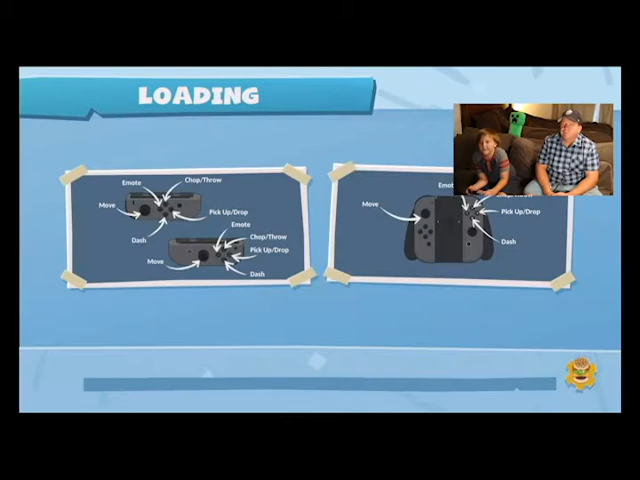 LOADING
Emote
Chop/Throw
Move
Pick Up/Drop
Dash
Emote
Chop/Throw
Pick Up/Drop
Move
Dash
Move
Pick Up/Drop
Dash